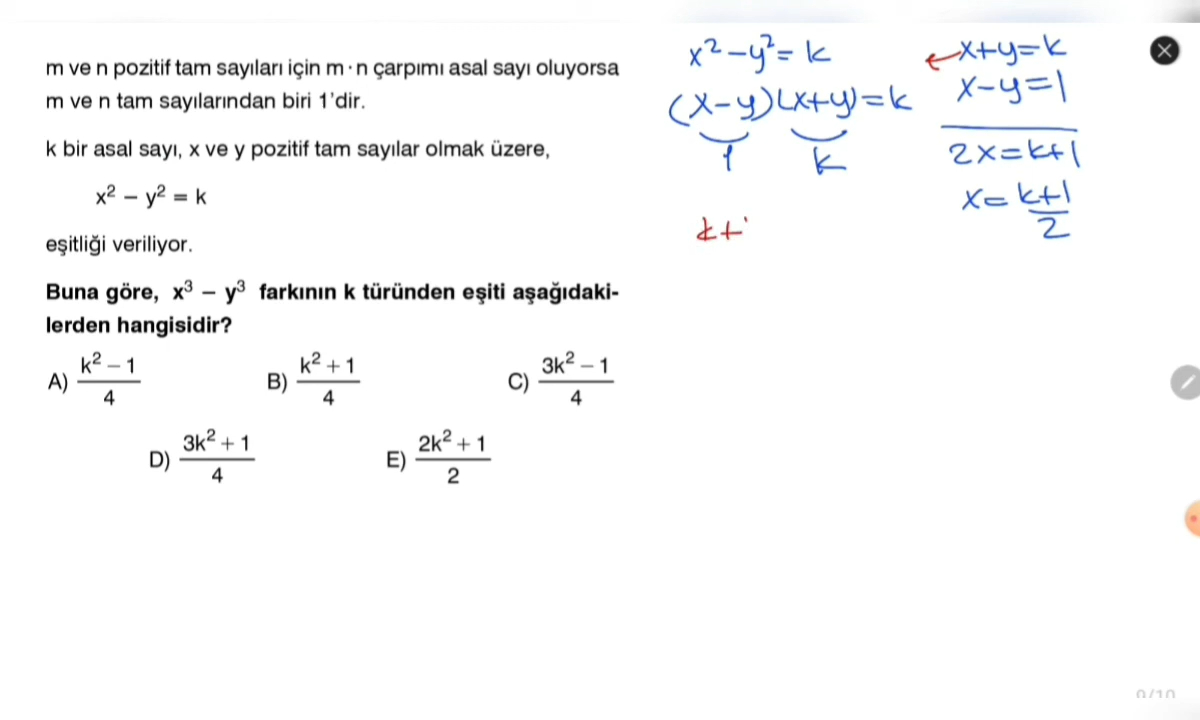 m ve n pozitif tam sayıları için m · n çarpımı asal sayı oluyorsa
m ve n tam sayılarından biri 1'dir.
k bir asal sayı, x ve y pozitif tam sayılar olmak üzere,
x² – y² = k
eşitliği veriliyor.
Buna göre, x³ – y³ farkının k türünden eşiti aşağıdaki-
lerden hangisidir?
A) (k² – 1)/4 B) (k² + 1)/4 C) (3k² – 1)/4
D) (3k² + 1)/4 E) (2k² + 1)/2
x²–y²= k
(x–y)(x+y)=k
1 k
k+
x+y=k
x–y=1
2x=k+1
x= (k+1)/2
9/10